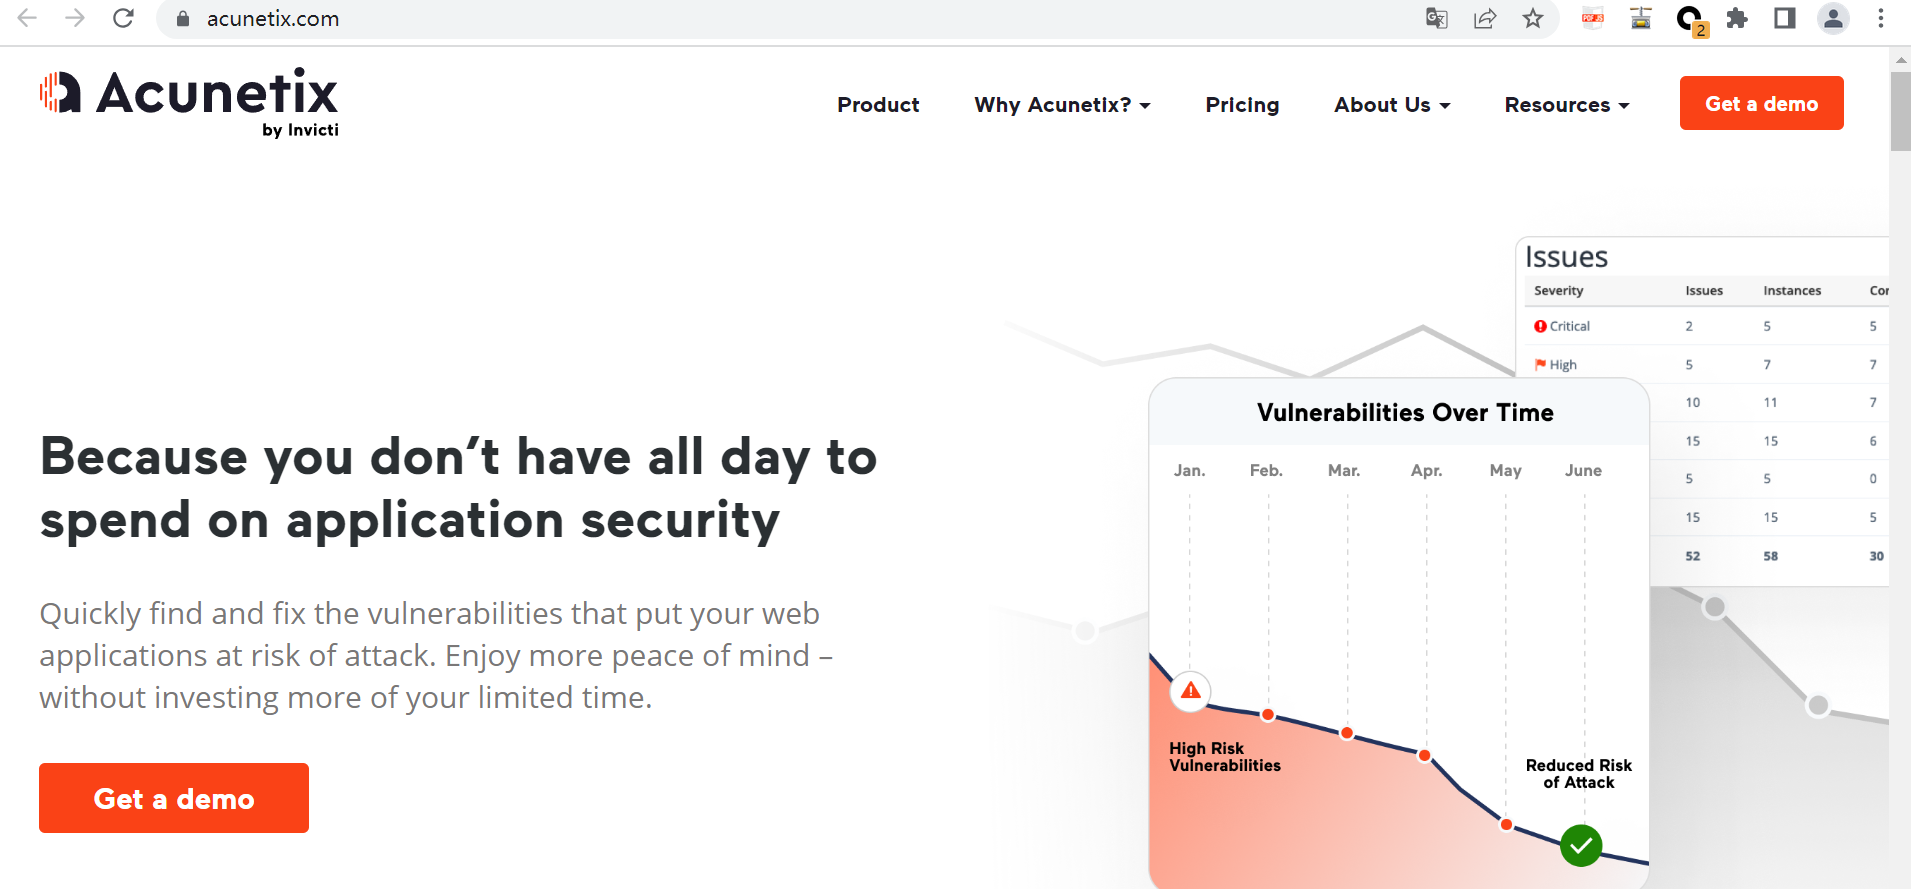 acunetix.com
2
Acunetix
by Invicti
Product
Why Acunetix?
Pricing
About Us
Resources
Get a demo
Because you don’t have all day to
spend on application security
Quickly find and fix the vulnerabilities that put your web
applications at risk of attack. Enjoy more peace of mind –
without investing more of your limited time.
Get a demo
Issues
Severity Issues Instances Cor
Critical 2 5 5
High 5 7 7
10 11 7
15 15 6
5 5 0
15 15 5
52 58 30
Vulnerabilities Over Time
Jan. Feb. Mar. Apr. May June
High Risk
Vulnerabilities
Reduced Risk
of Attack